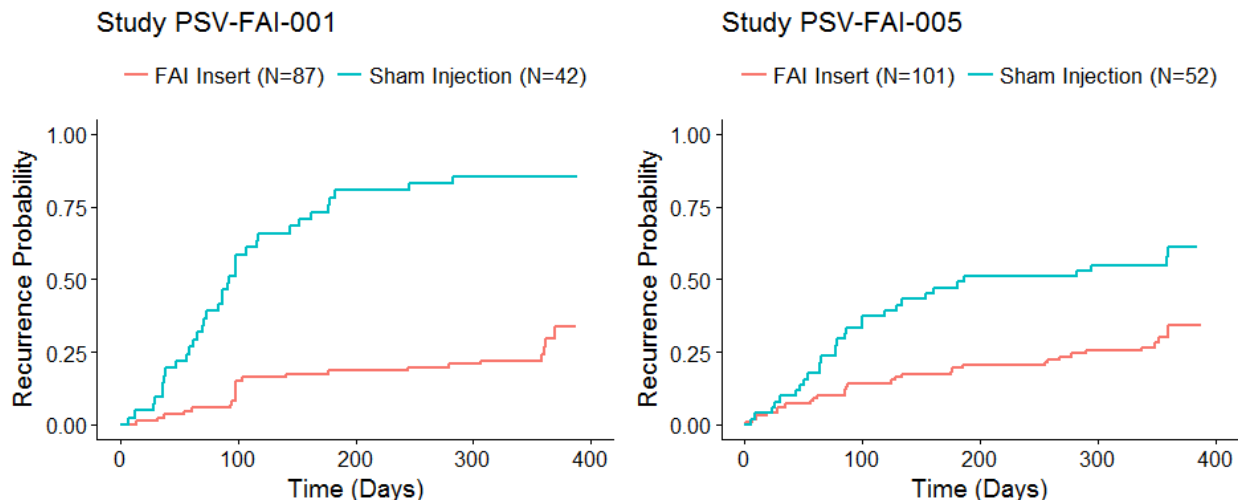 Study PSV-FAI-001
FAI Insert (N=87) Sham Injection (N=42)
Recurrence Probability
1.00
0.75
0.50
0.25
0.00
0 100 200 300 400
Time (Days)
Study PSV-FAI-005
FAI Insert (N=101) Sham Injection (N=52)
Recurrence Probability
1.00
0.75
0.50
0.25
0.00
0 100 200 300 400
Time (Days)